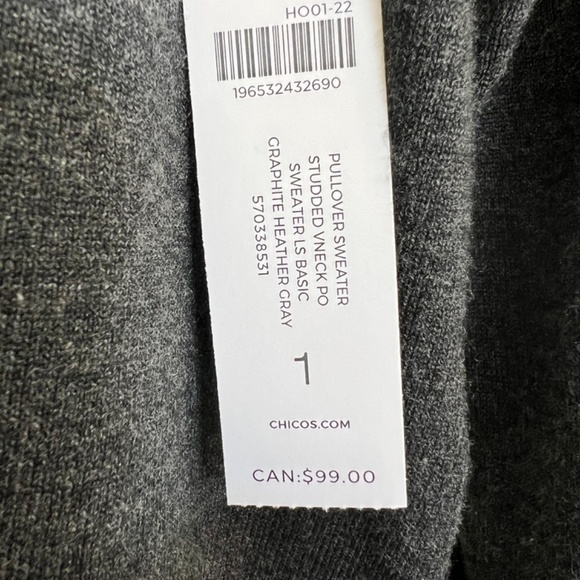 HO01-22
196532432690
PULLOVER SWEATER
STUDDED VNECK PO
SWEATER LS BASIC
GRAPHITE HEATHER GRAY
570338531
1
CHICOS.COM
CAN:$99.00